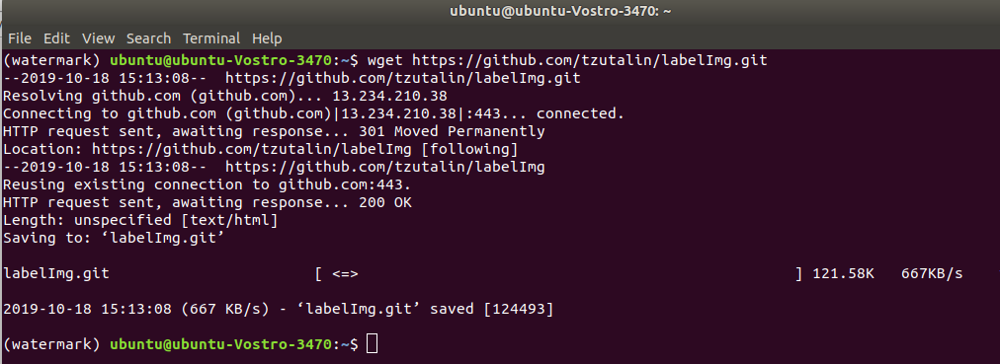 ubuntu@ubuntu-Vostro-3470: ~
File Edit View Search Terminal Help
(watermark) ubuntu@ubuntu-Vostro-3470:~$ wget https://github.com/tzutalin/labelImg.git
--2019-10-18 15:13:08--  https://github.com/tzutalin/labelImg.git
Resolving github.com (github.com)... 13.234.210.38
Connecting to github.com (github.com)|13.234.210.38|:443... connected.
HTTP request sent, awaiting response... 301 Moved Permanently
Location: https://github.com/tzutalin/labelImg [following]
--2019-10-18 15:13:08--  https://github.com/tzutalin/labelImg
Reusing existing connection to github.com:443.
HTTP request sent, awaiting response... 200 OK
Length: unspecified [text/html]
Saving to: ‘labelImg.git’
labelImg.git [ <=> ] 121.58K 667KB/s
2019-10-18 15:13:08 (667 KB/s) - ‘labelImg.git’ saved [124493]
(watermark) ubuntu@ubuntu-Vostro-3470:~$